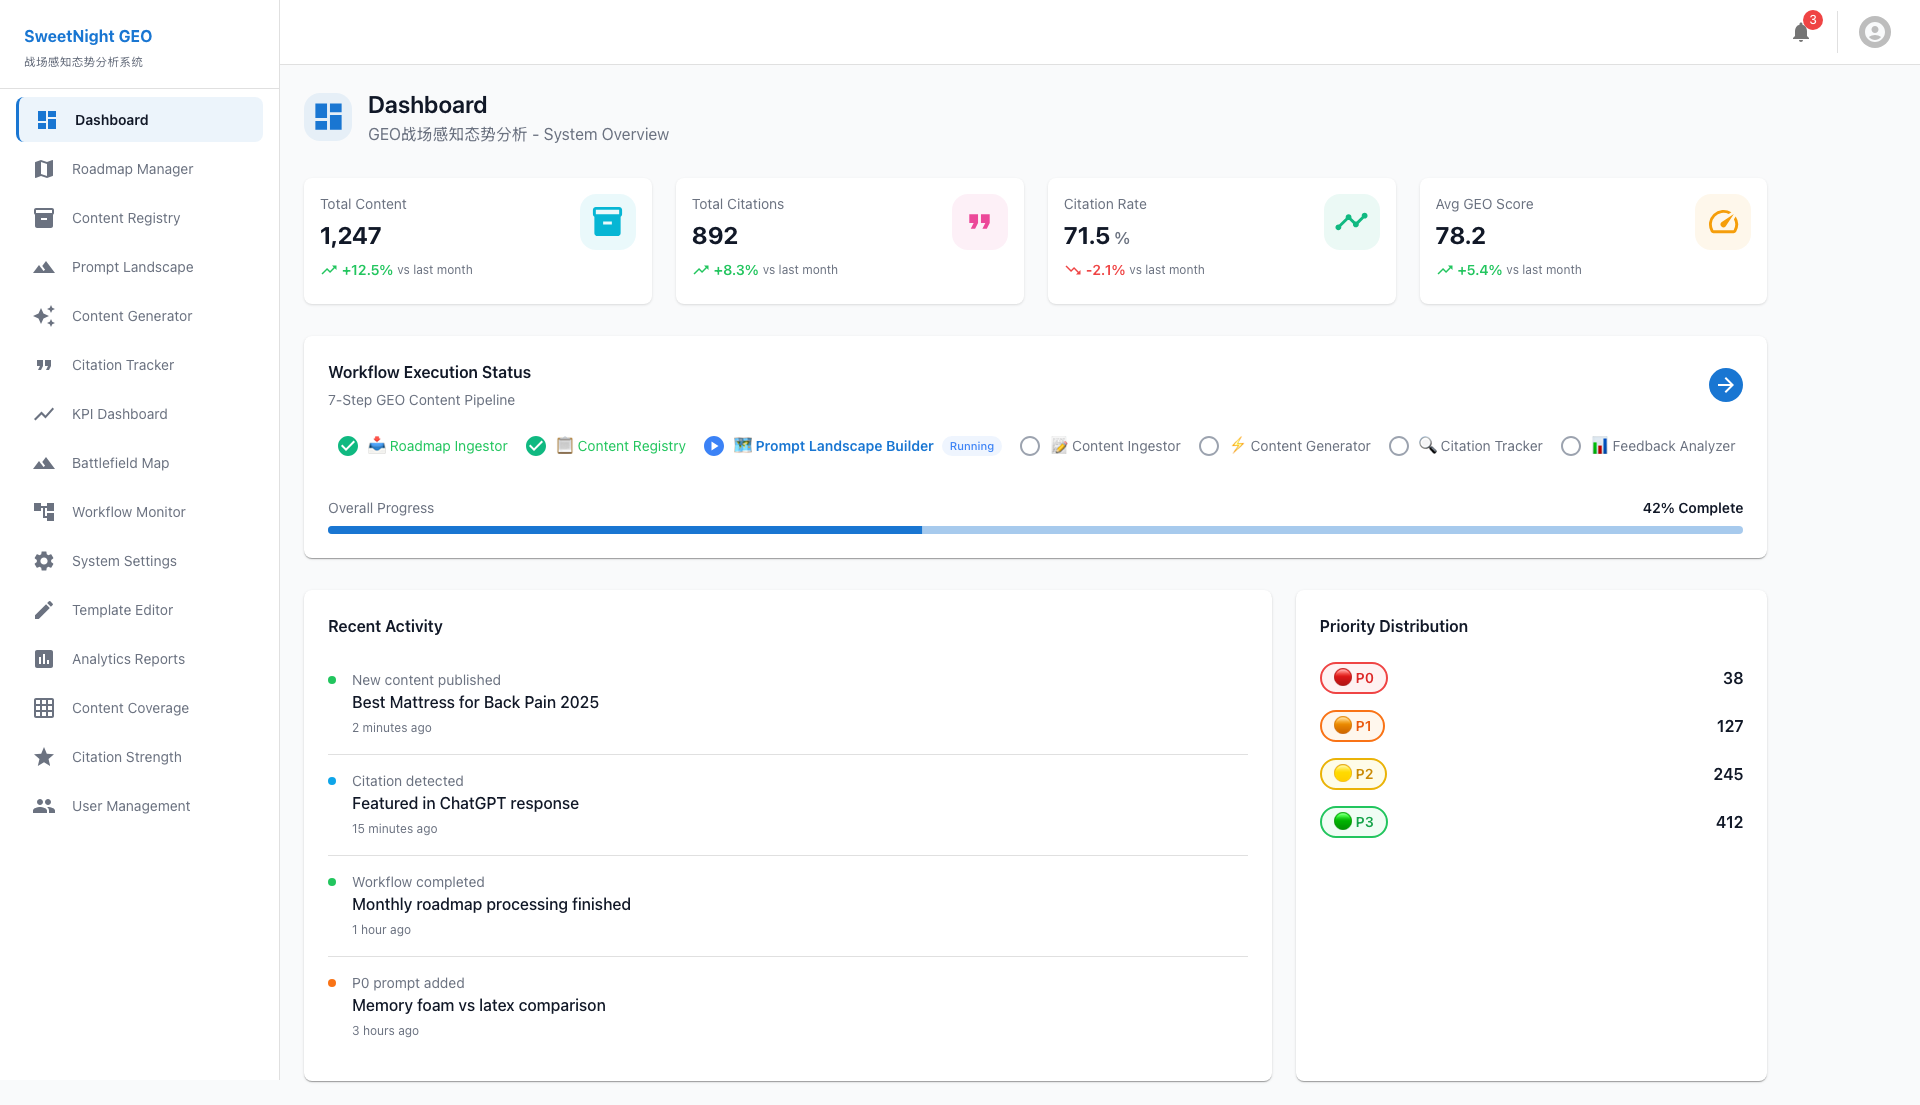 SweetNight GEO
战场感知态势分析系统
Dashboard
Roadmap Manager
Content Registry
Prompt Landscape
Content Generator
Citation Tracker
KPI Dashboard
Battlefield Map
Workflow Monitor
System Settings
Template Editor
Analytics Reports
Content Coverage
Citation Strength
User Management
3
Dashboard
GEO战场感知态势分析 - System Overview
Total Content
1,247
+12.5% vs last month
Total Citations
892
+8.3% vs last month
Citation Rate
71.5 %
-2.1% vs last month
Avg GEO Score
78.2
+5.4% vs last month
Workflow Execution Status
7-Step GEO Content Pipeline
Roadmap Ingestor
Content Registry
Prompt Landscape Builder Running
Content Ingestor
Content Generator
Citation Tracker
Feedback Analyzer
Overall Progress
42% Complete
Recent Activity
New content published
Best Mattress for Back Pain 2025
2 minutes ago
Citation detected
Featured in ChatGPT response
15 minutes ago
Workflow completed
Monthly roadmap processing finished
1 hour ago
P0 prompt added
Memory foam vs latex comparison
3 hours ago
Priority Distribution
P0 38
P1 127
P2 245
P3 412